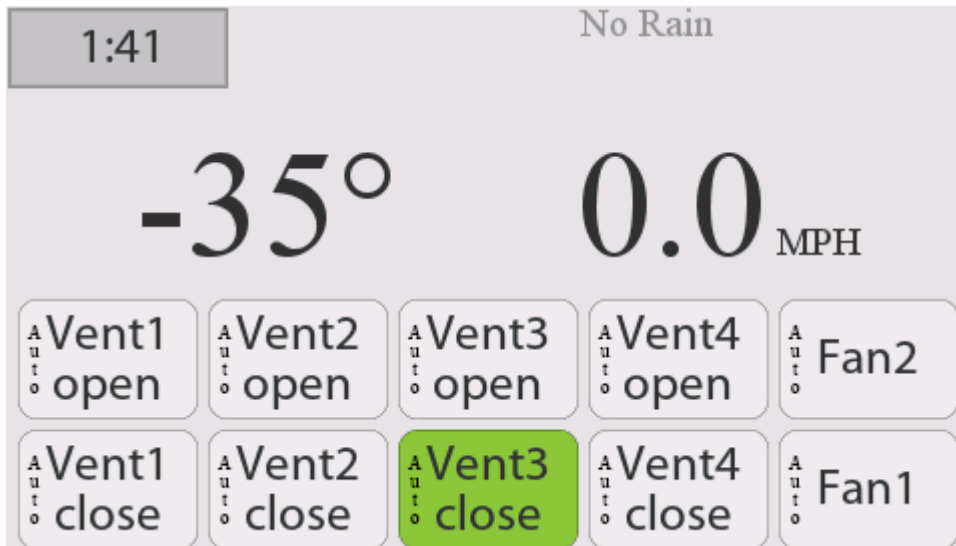 1:41
No Rain
-35°
0.0 MPH
Auto Vent1 open
Auto Vent2 open
Auto Vent3 open
Auto Vent4 open
Auto Fan2
Auto Vent1 close
Auto Vent2 close
Auto Vent3 close
Auto Vent4 close
Auto Fan1